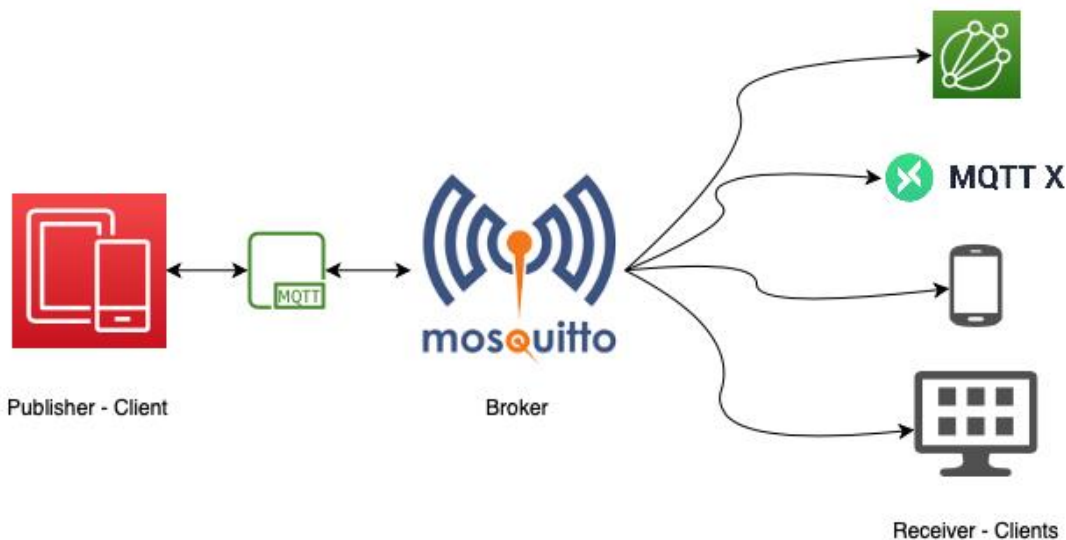 MQTT X
MQTT
mosquitto
Publisher - Client
Broker
Receiver - Clients